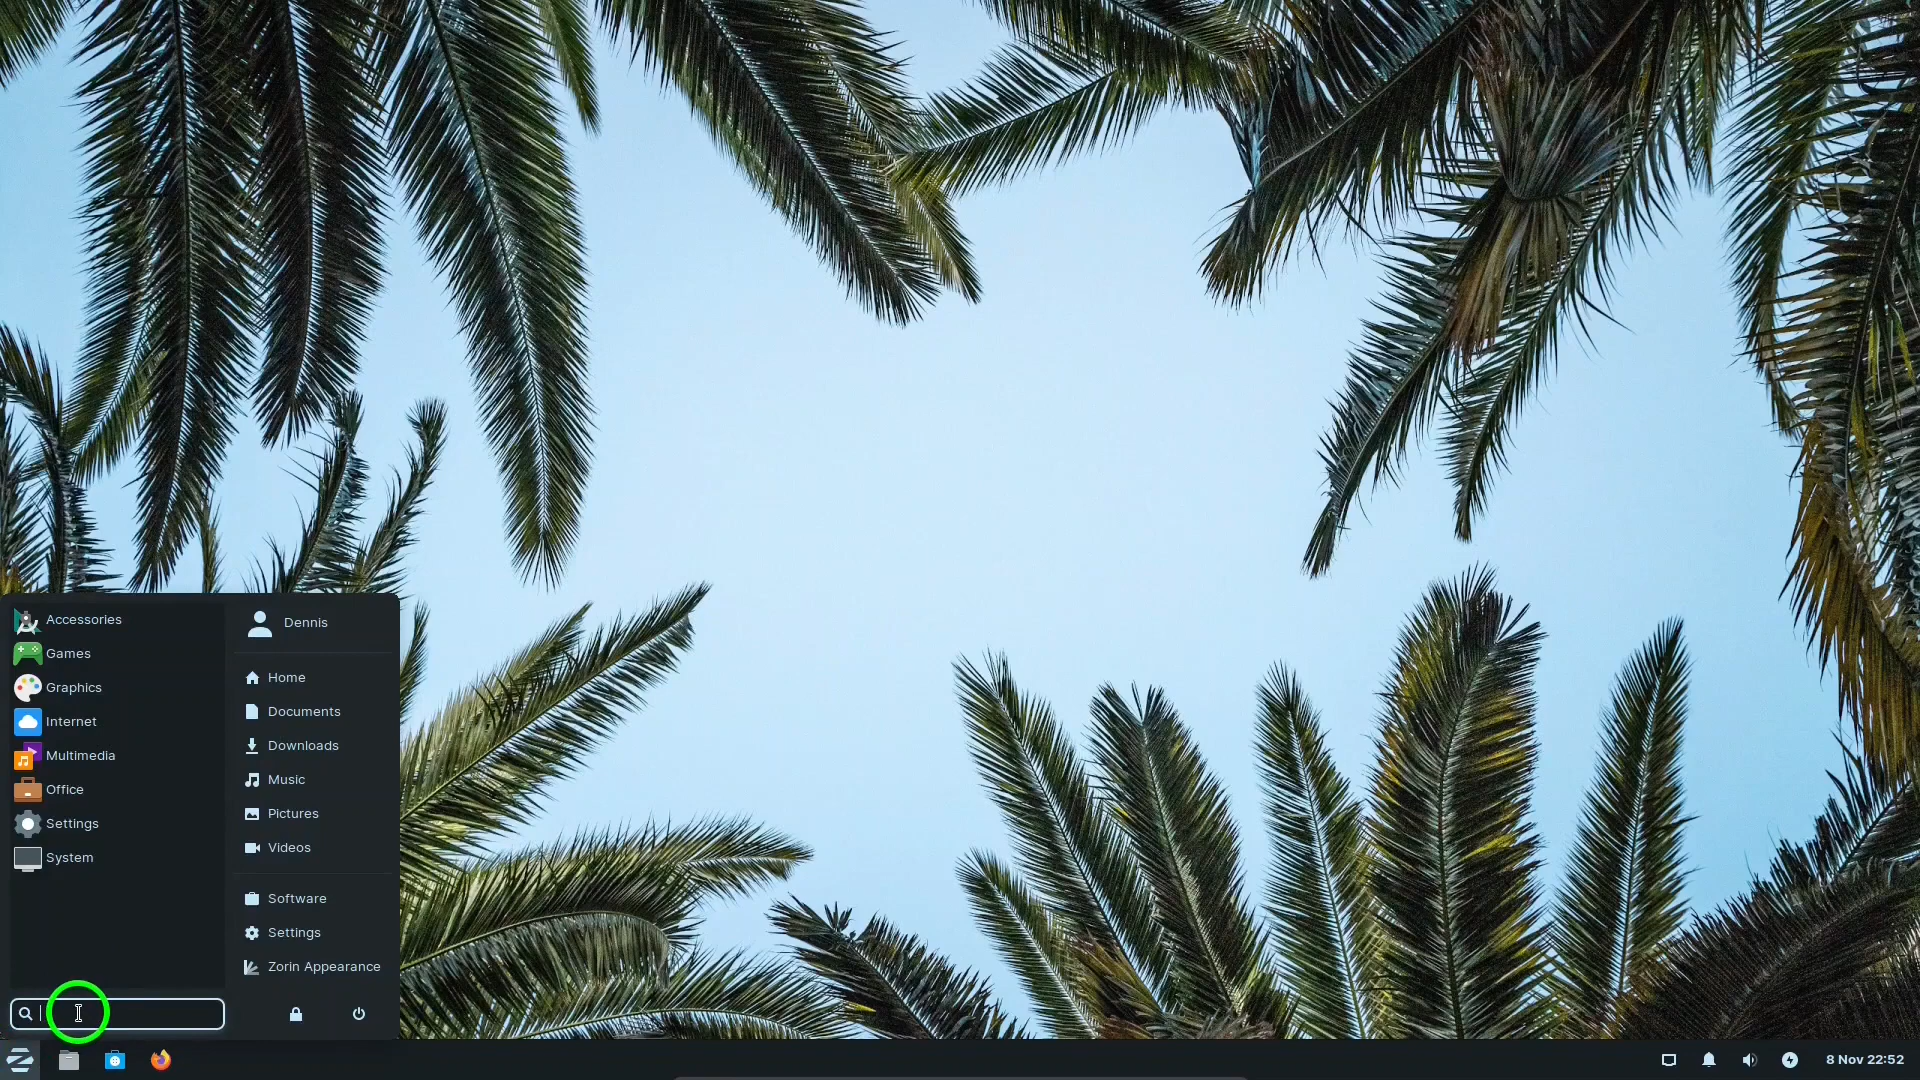 Accessories
Games
Graphics
Internet
Multimedia
Office
Settings
System
Dennis
Home
Documents
Downloads
Music
Pictures
Videos
Software
Settings
Zorin Appearance
8 Nov 22:52